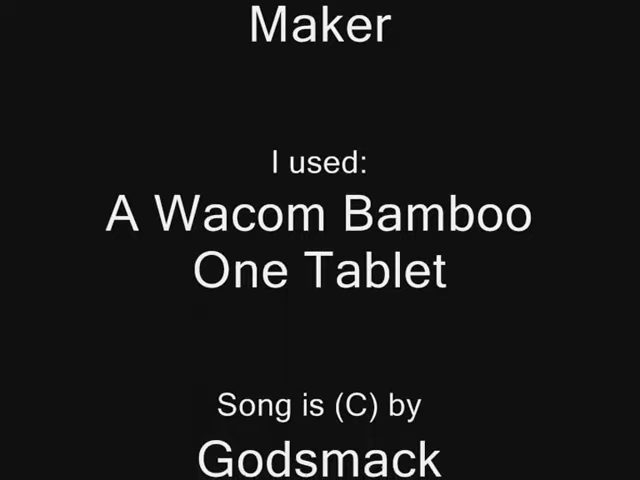 Maker
I used:
A Wacom Bamboo
One Tablet
Song is (C) by
Godsmack